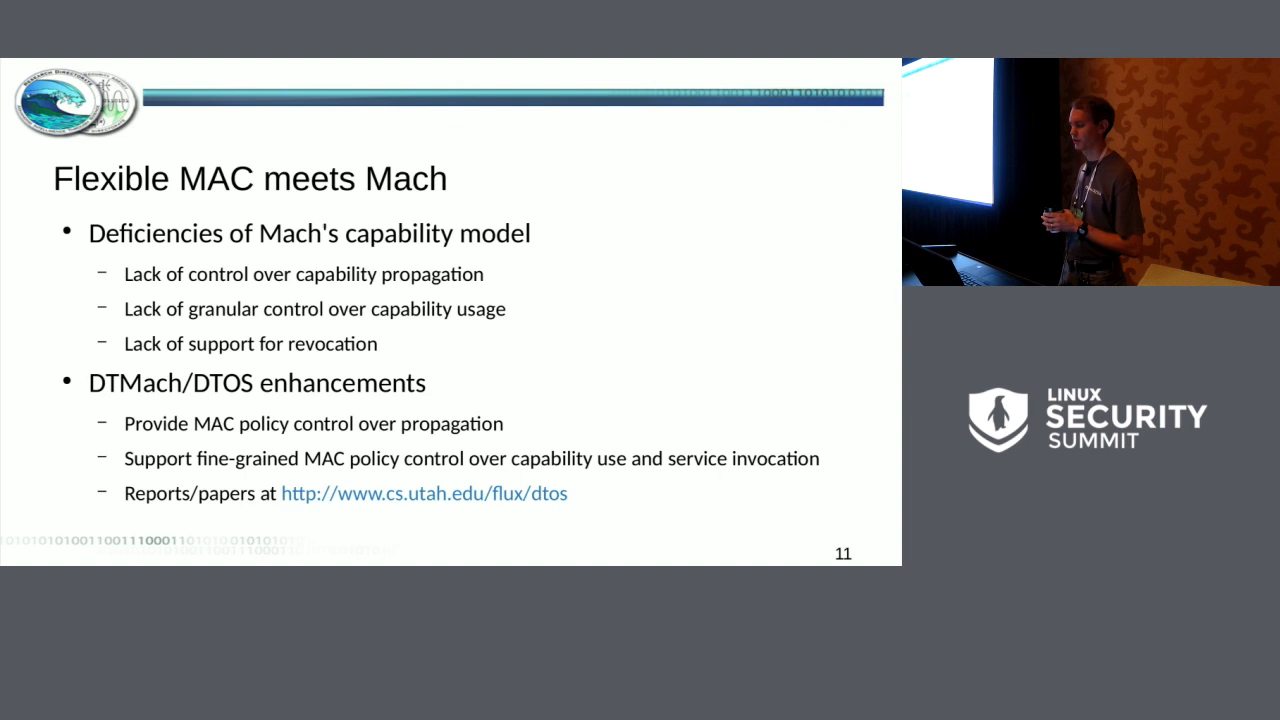 Flexible MAC meets Mach
• Deficiencies of Mach's capability model
– Lack of control over capability propagation
– Lack of granular control over capability usage
– Lack of support for revocation
• DTMach/DTOS enhancements
– Provide MAC policy control over propagation
– Support fine-grained MAC policy control over capability use and service invocation
– Reports/papers at http://www.cs.utah.edu/flux/dtos
11
LINUX
SECURITY
SUMMIT